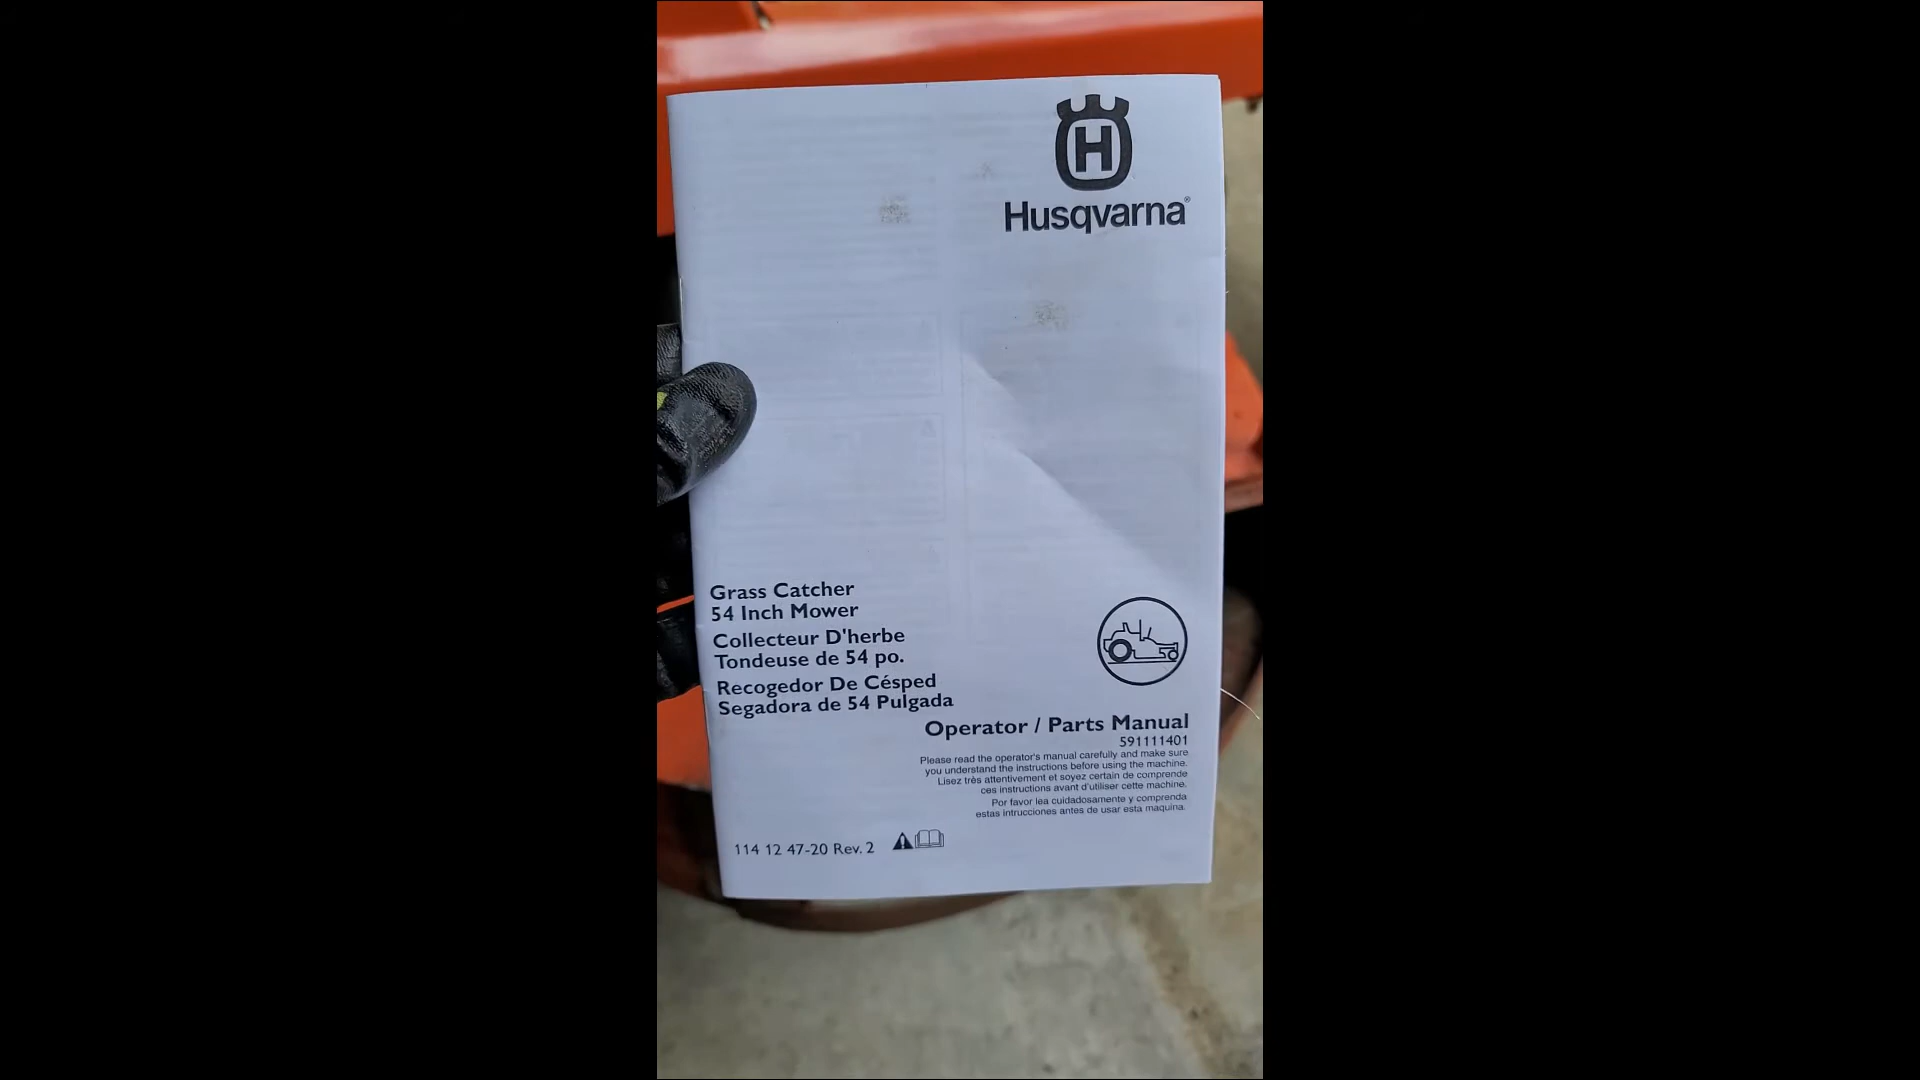 H
Husqvarna®
Grass Catcher
54 Inch Mower
Collecteur D'herbe
Tondeuse de 54 po.
Recogedor De Césped
Segadora de 54 Pulgada
Operator / Parts Manual
591111401
Please read the operator's manual carefully and make sure
you understand the instructions before using the machine.
Lisez très attentivement et soyez certain de comprende
ces instructions avant d'utiliser cette machine.
Por favor lea cuidadosamente y comprenda
estas intrucciones antes de usar esta maquina.
114 12 47-20 Rev. 2